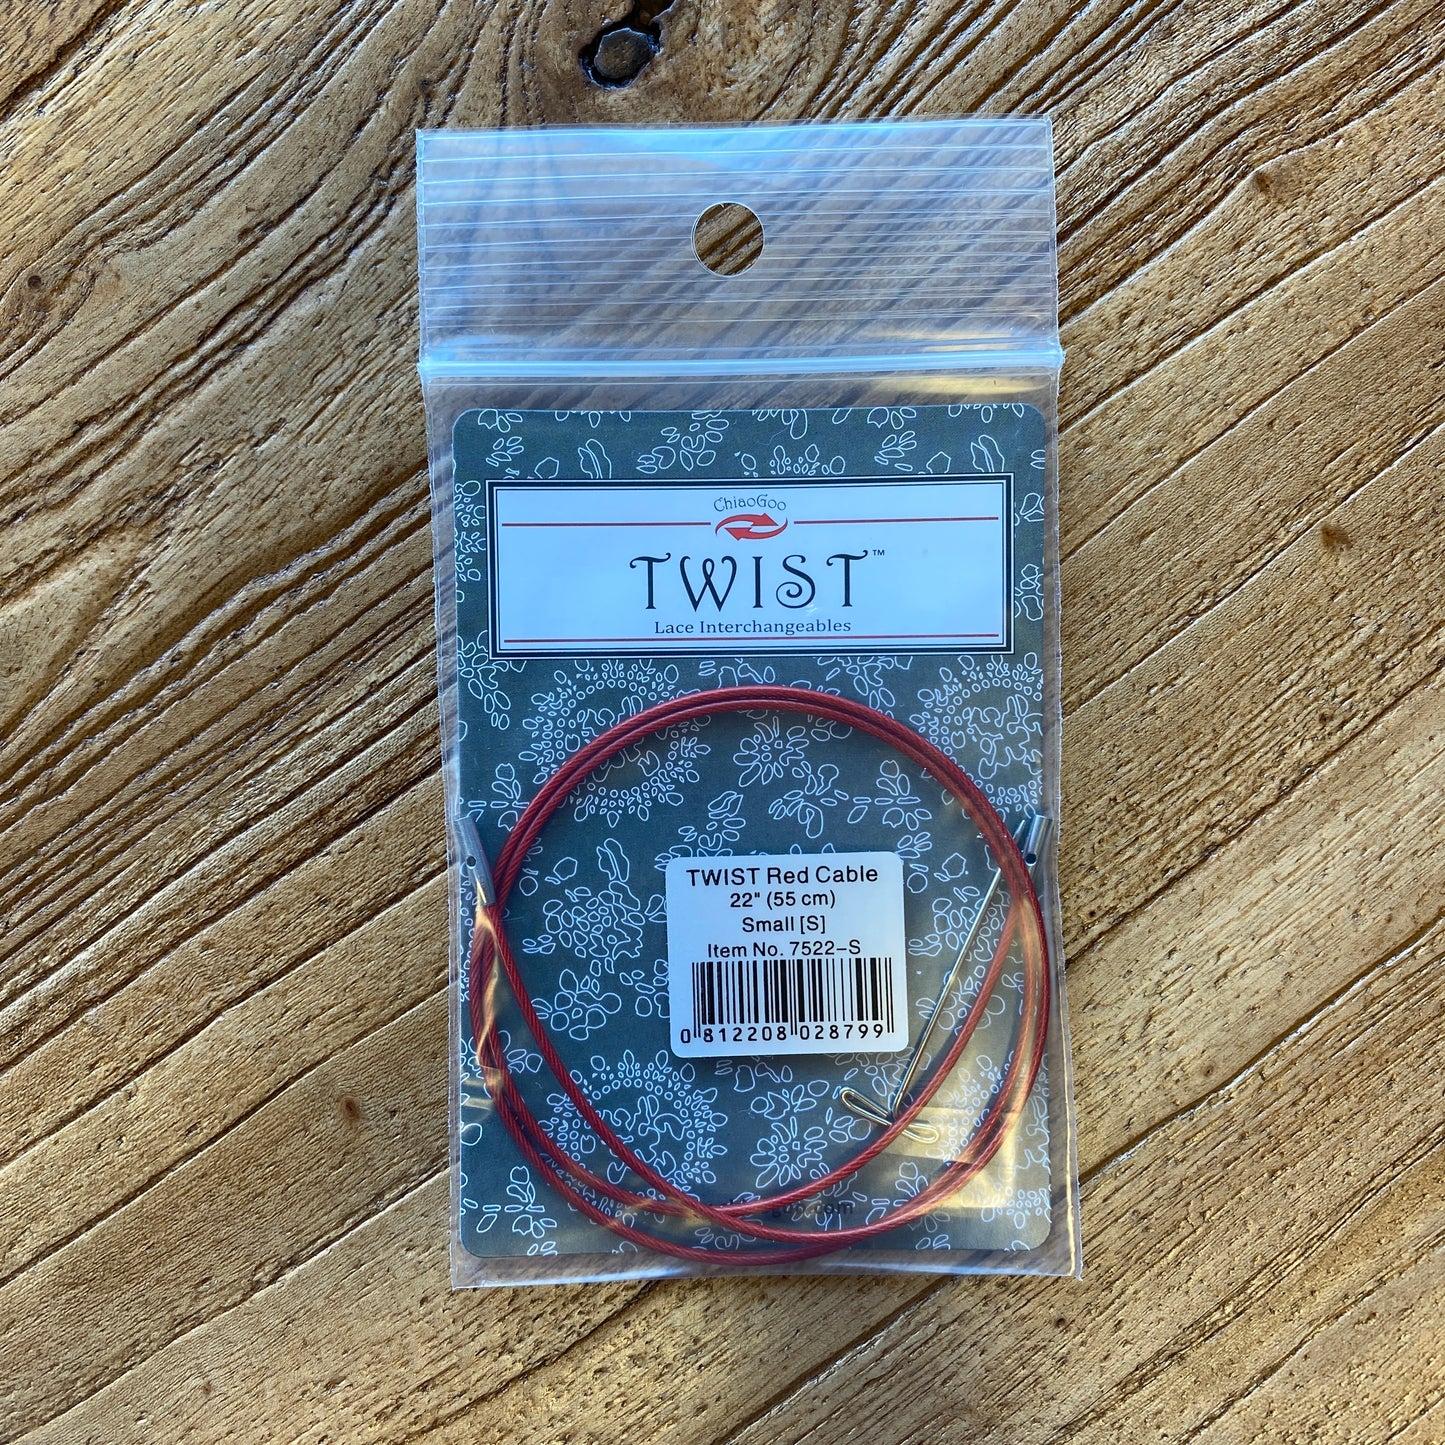 ChiaoGoo
TWIST™
Lace Interchangeables
TWIST Red Cable
22" (55 cm)
Small [S]
Item No. 7522-S
0 812208 028799